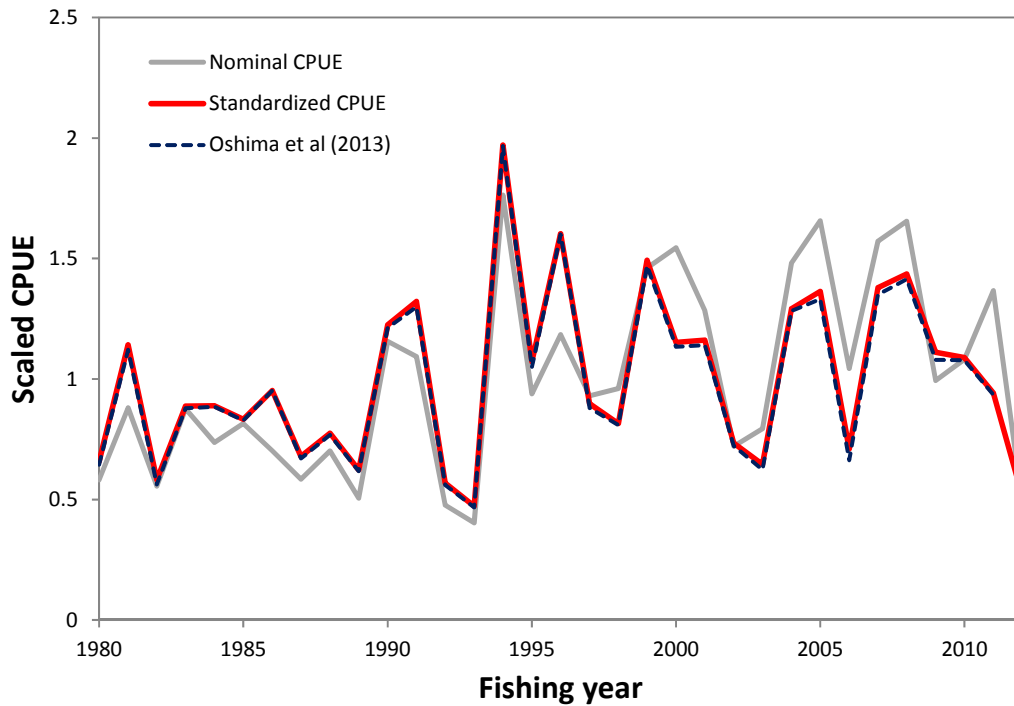 2.5
2
1.5
1
0.5
0
Scaled CPUE
Nominal CPUE
Standardized CPUE
Oshima et al (2013)
1980 1985 1990 1995 2000 2005 2010
Fishing year